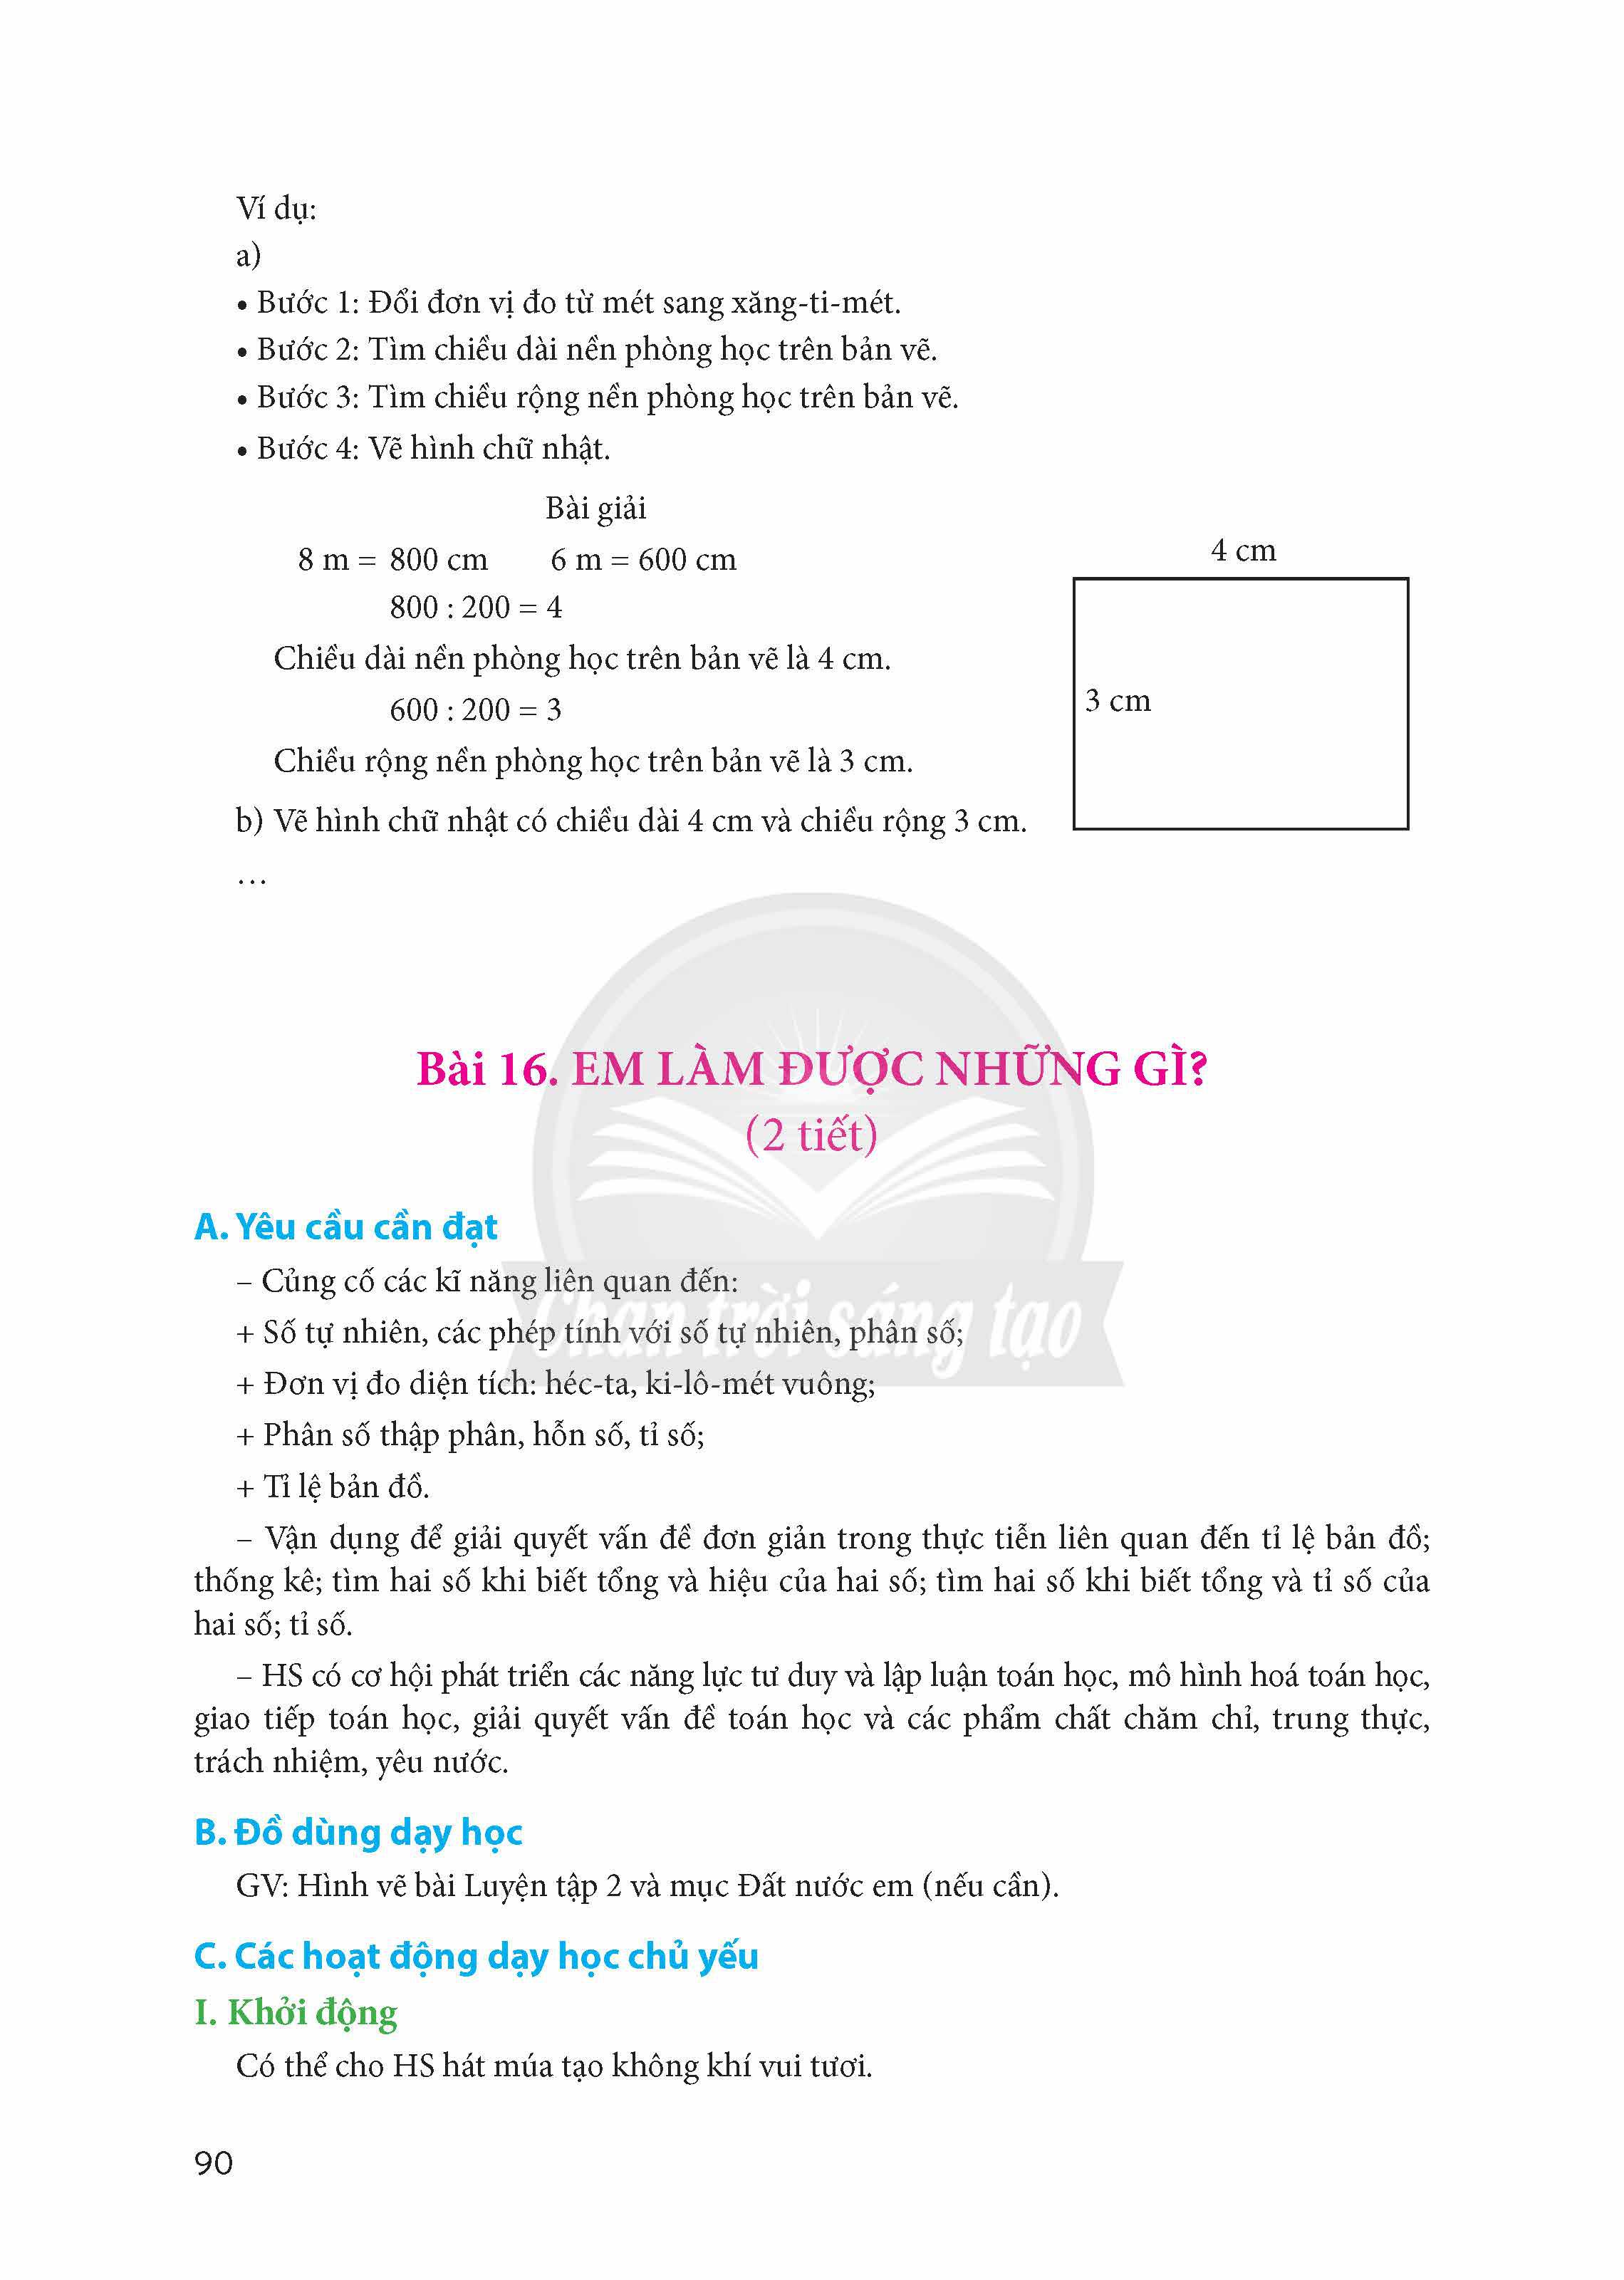 Ví dụ:
a)
• Bước 1: Đổi đơn vị đo từ mét sang xăng-ti-mét.
• Bước 2: Tìm chiều dài nền phòng học trên bản vẽ.
• Bước 3: Tìm chiều rộng nền phòng học trên bản vẽ.
• Bước 4: Vẽ hình chữ nhật.
Bài giải
8 m = 800 cm 6 m = 600 cm
800 : 200 = 4
Chiều dài nền phòng học trên bản vẽ là 4 cm.
600 : 200 = 3
Chiều rộng nền phòng học trên bản vẽ là 3 cm.
4 cm
3 cm
b) Vẽ hình chữ nhật có chiều dài 4 cm và chiều rộng 3 cm.
…
Bài 16. EM LÀM ĐƯỢC NHỮNG GÌ?
(2 tiết)
A. Yêu cầu cần đạt
– Củng cố các kĩ năng liên quan đến:
+ Số tự nhiên, các phép tính với số tự nhiên, phân số;
Chân trời sáng tạo
+ Đơn vị đo diện tích: héc-ta, ki-lô-mét vuông;
+ Phân số thập phân, hỗn số, tỉ số;
+ Tỉ lệ bản đồ.
– Vận dụng để giải quyết vấn đề đơn giản trong thực tiễn liên quan đến tỉ lệ bản đồ;
thống kê; tìm hai số khi biết tổng và hiệu của hai số; tìm hai số khi biết tổng và tỉ số của
hai số; tỉ số.
– HS có cơ hội phát triển các năng lực tư duy và lập luận toán học, mô hình hoá toán học,
giao tiếp toán học, giải quyết vấn đề toán học và các phẩm chất chăm chỉ, trung thực,
trách nhiệm, yêu nước.
B. Đồ dùng dạy học
GV: Hình vẽ bài Luyện tập 2 và mục Đất nước em (nếu cần).
C. Các hoạt động dạy học chủ yếu
I. Khởi động
Có thể cho HS hát múa tạo không khí vui tươi.
90